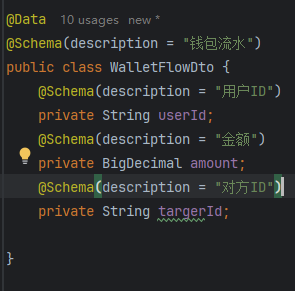 @Data 10 usages new *
@Schema(description = "钱包流水")
public class WalletFlowDto {
@Schema(description = "用户ID")
private String userId;
@Schema(description = "金额")
private BigDecimal amount;
@Schema(description = "对方ID")
private String targerId;
}